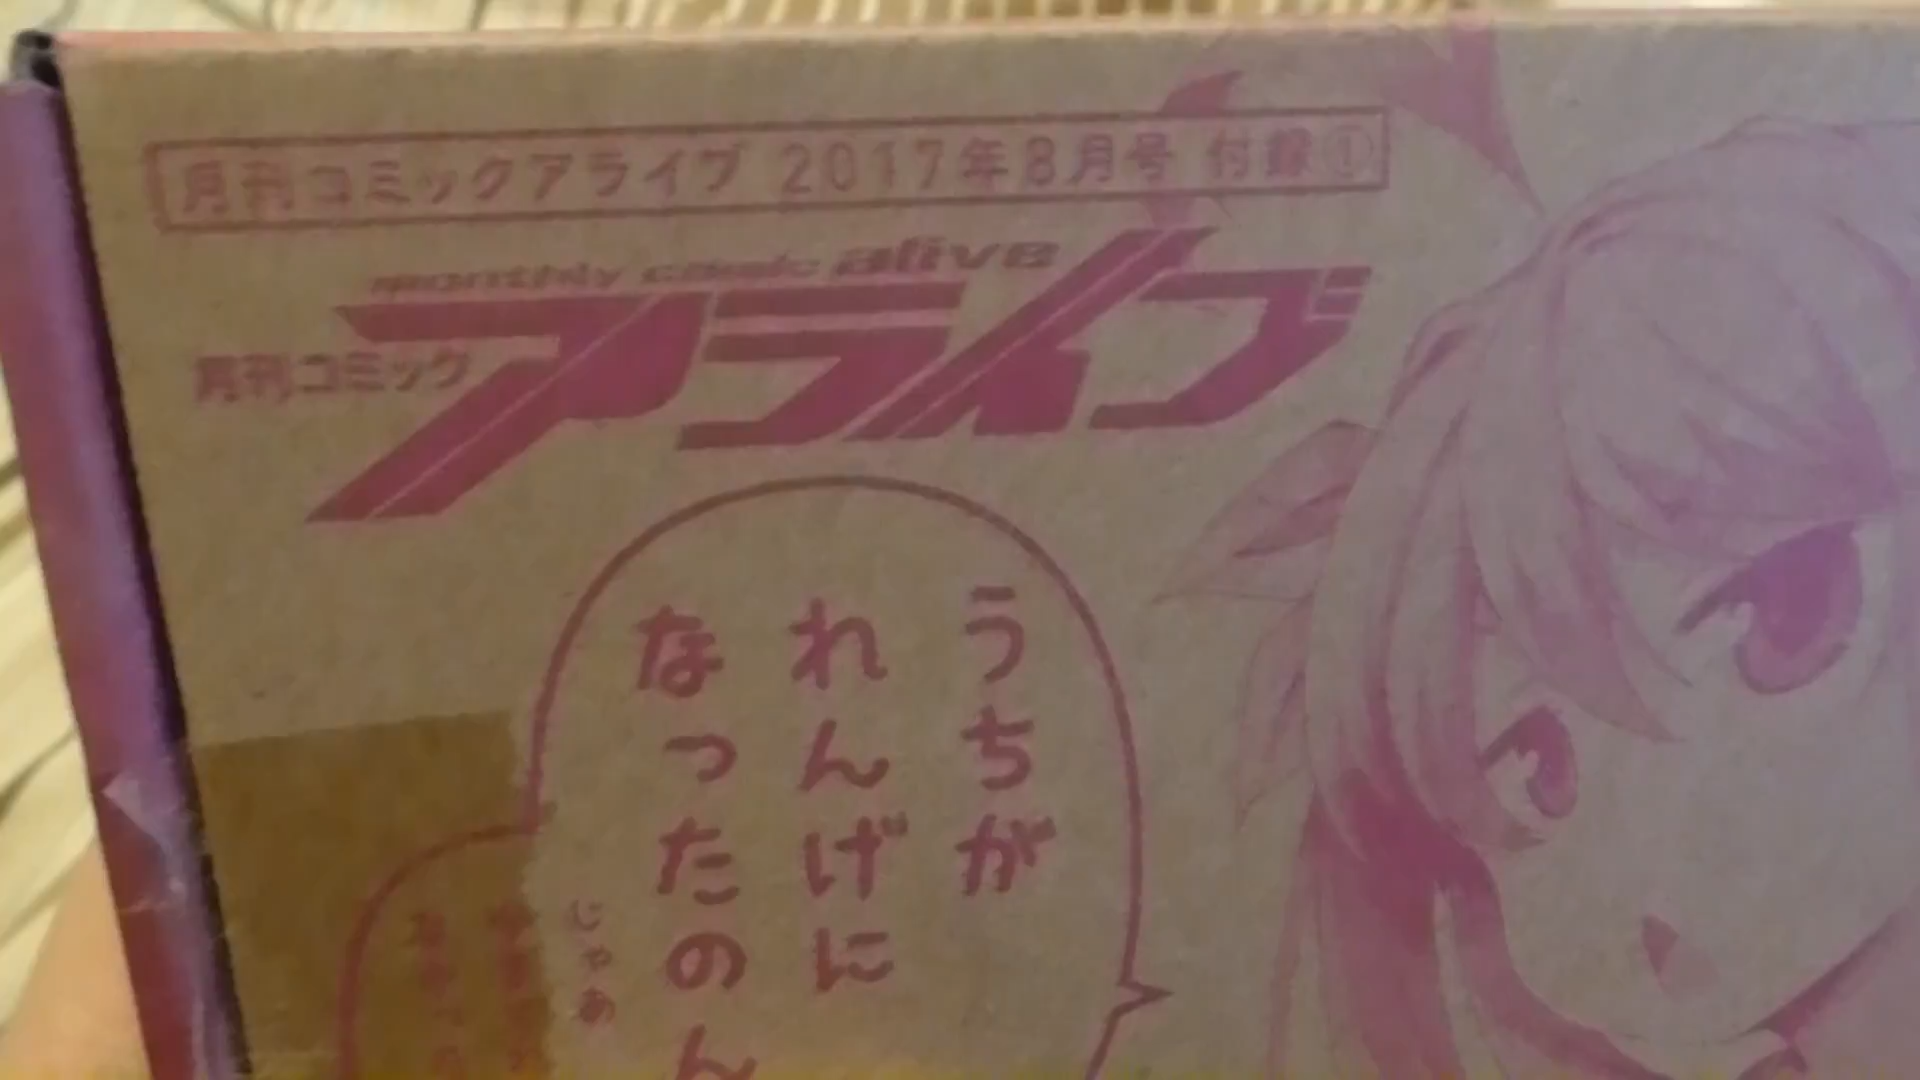 月刊コミックアライブ 2017年8月号 付録①
monthly comic alive
月刊コミック
アライブ
うちが
れんげに
なったのん
じゃあ